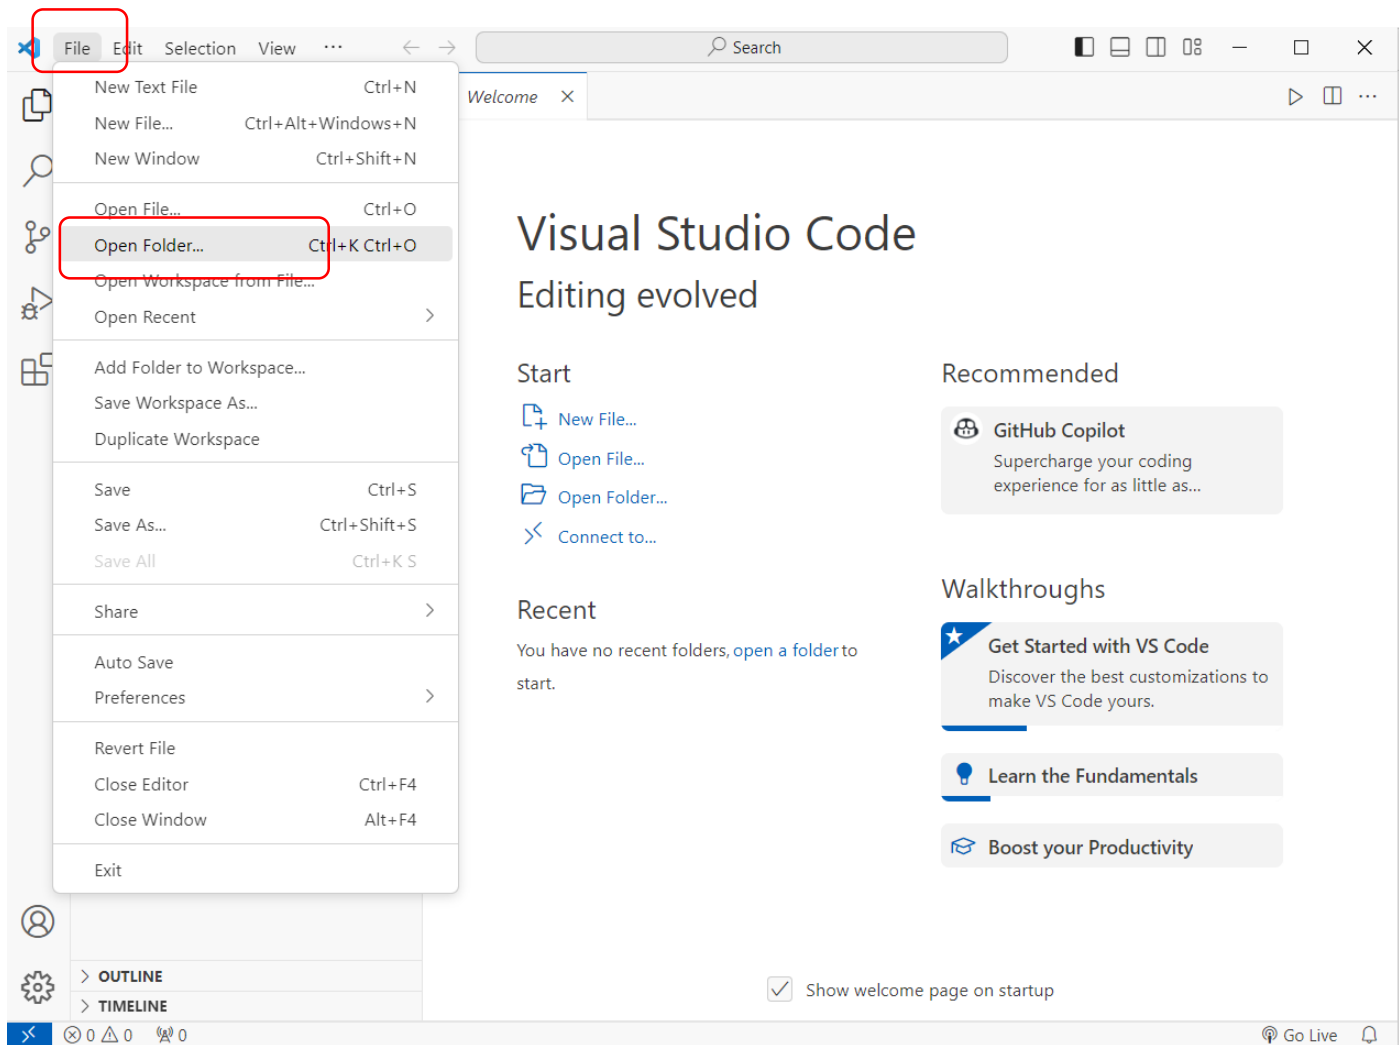 File Edit Selection View ··· Search
New Text File Ctrl+N
New File... Ctrl+Alt+Windows+N
New Window Ctrl+Shift+N
Open File... Ctrl+O
Open Folder... Ctrl+K Ctrl+O
Open Workspace from File...
Open Recent
Add Folder to Workspace...
Save Workspace As...
Duplicate Workspace
Save Ctrl+S
Save As... Ctrl+Shift+S
Save All Ctrl+K S
Share
Auto Save
Preferences
Revert File
Close Editor Ctrl+F4
Close Window Alt+F4
Exit
OUTLINE
TIMELINE
Welcome
Visual Studio Code
Editing evolved
Start
New File...
Open File...
Open Folder...
Connect to...
Recent
You have no recent folders, open a folder to
start.
Recommended
GitHub Copilot
Supercharge your coding
experience for as little as...
Walkthroughs
Get Started with VS Code
Discover the best customizations to
make VS Code yours.
Learn the Fundamentals
Boost your Productivity
Show welcome page on startup
0 0 0 Go Live